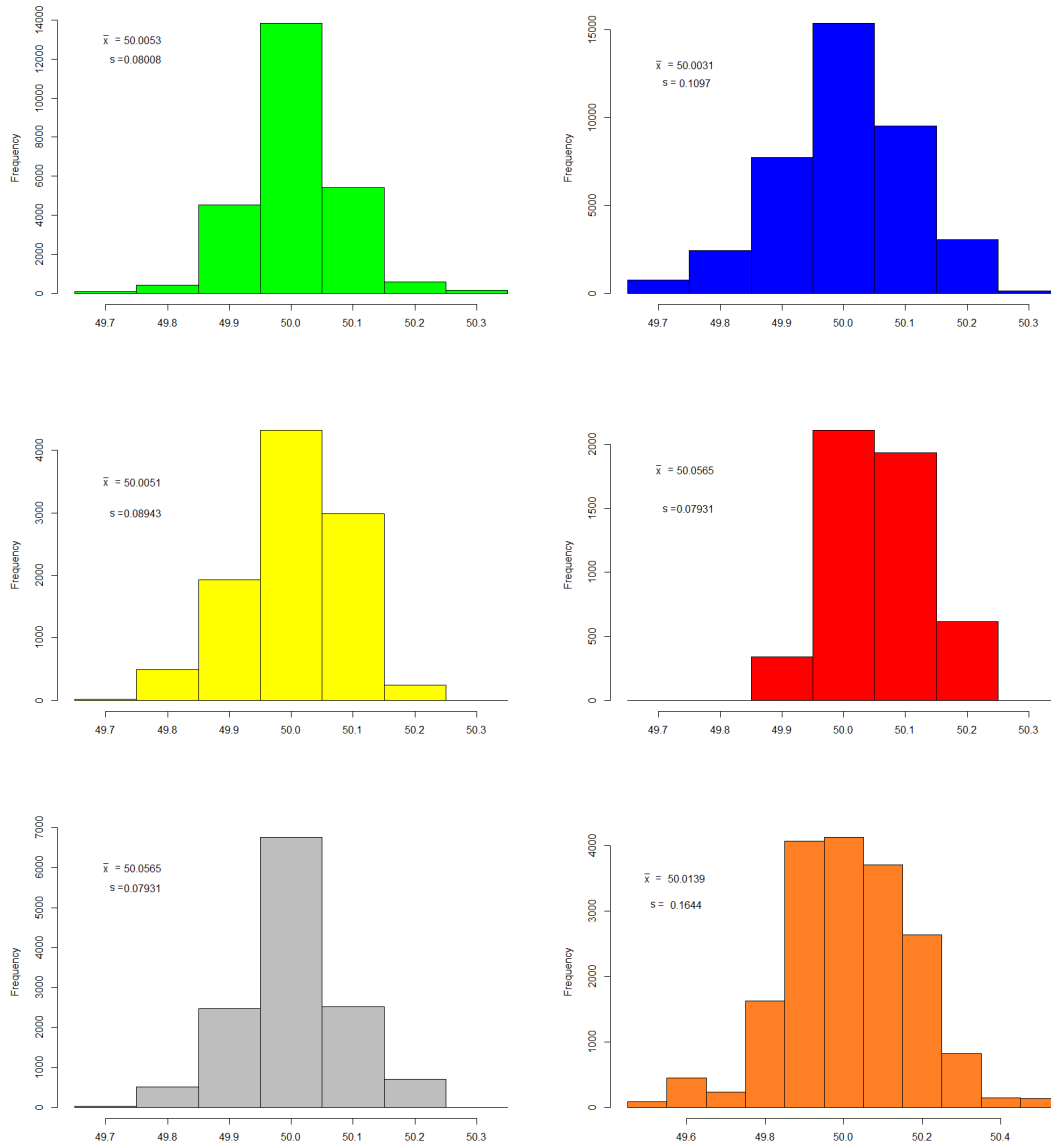 x̄ = 50.0053
s =0.08008
Frequency
0 2000 4000 6000 8000 10000 12000 14000
49.7 49.8 49.9 50.0 50.1 50.2 50.3
x̄ = 50.0031
s = 0.1097
Frequency
0 5000 10000 15000
49.7 49.8 49.9 50.0 50.1 50.2 50.3
x̄ = 50.0051
s =0.08943
Frequency
0 1000 2000 3000 4000
49.7 49.8 49.9 50.0 50.1 50.2 50.3
x̄ = 50.0565
s =0.07931
Frequency
0 500 1000 1500 2000
49.7 49.8 49.9 50.0 50.1 50.2 50.3
x̄ = 50.0565
s =0.07931
Frequency
0 1000 2000 3000 4000 5000 6000 7000
49.7 49.8 49.9 50.0 50.1 50.2 50.3
x̄ = 50.0139
s = 0.1644
Frequency
0 1000 2000 3000 4000
49.6 49.8 50.0 50.2 50.4